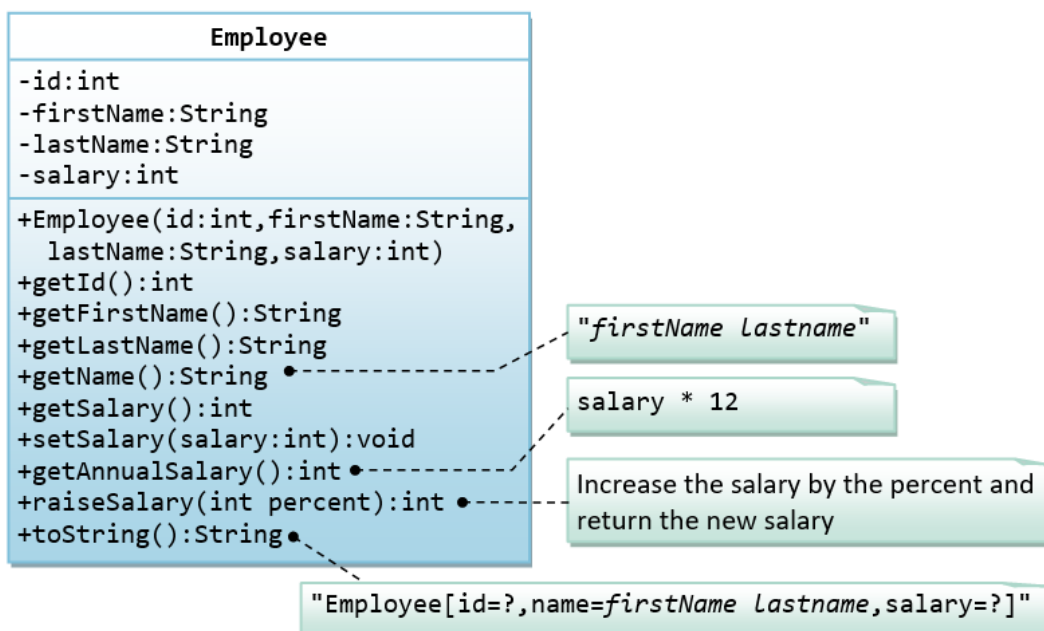 Employee
-id:int
-firstName:String
-lastName:String
-salary:int
+Employee(id:int,firstName:String,
lastName:String,salary:int)
+getId():int
+getFirstName():String
+getLastName():String
+getName():String
+getSalary():int
+setSalary(salary:int):void
+getAnnualSalary():int
+raiseSalary(int percent):int
+toString():String
"firstName lastname"
salary * 12
Increase the salary by the percent and
return the new salary
"Employee[id=?,name=firstName lastname,salary=?]"